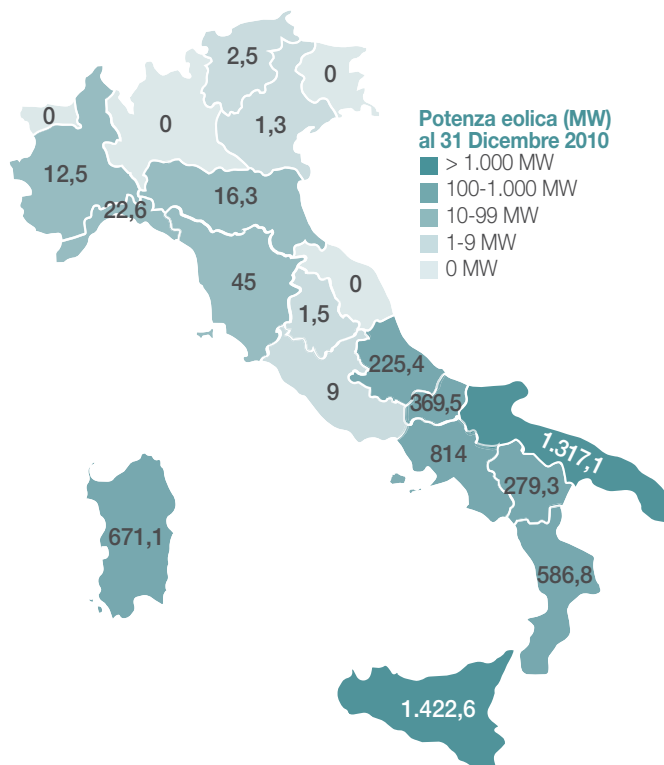 2,5
0
0
0
1,3
Potenza eolica (MW)
al 31 Dicembre 2010
> 1.000 MW
100-1.000 MW
10-99 MW
1-9 MW
0 MW
12,5
16,3
22,6
45
0
1,5
225,4
9
369,5
1.317,1
814
279,3
671,1
586,8
1.422,6